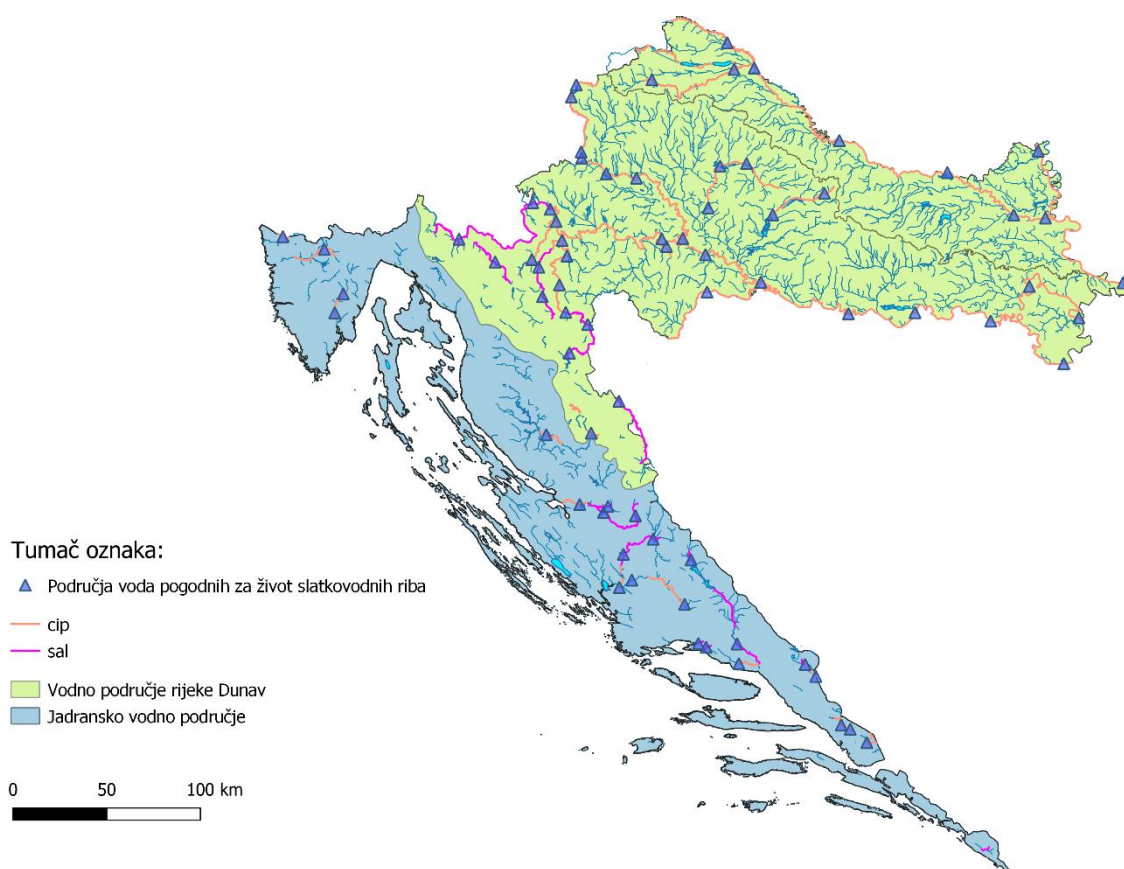 Tumač oznaka:
Područja voda pogodnih za život slatkovodnih riba
cip
sal
Vodno područje rijeke Dunav
Jadransko vodno područje
0 50 100 km